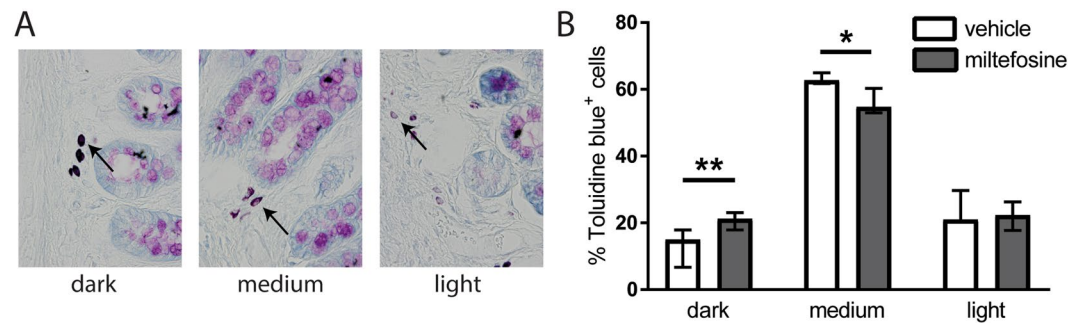 A
dark
medium
light
B
% Toluidine blue⁺ cells
80
60
40
20
0
**
*
vehicle
miltefosine
dark
medium
light